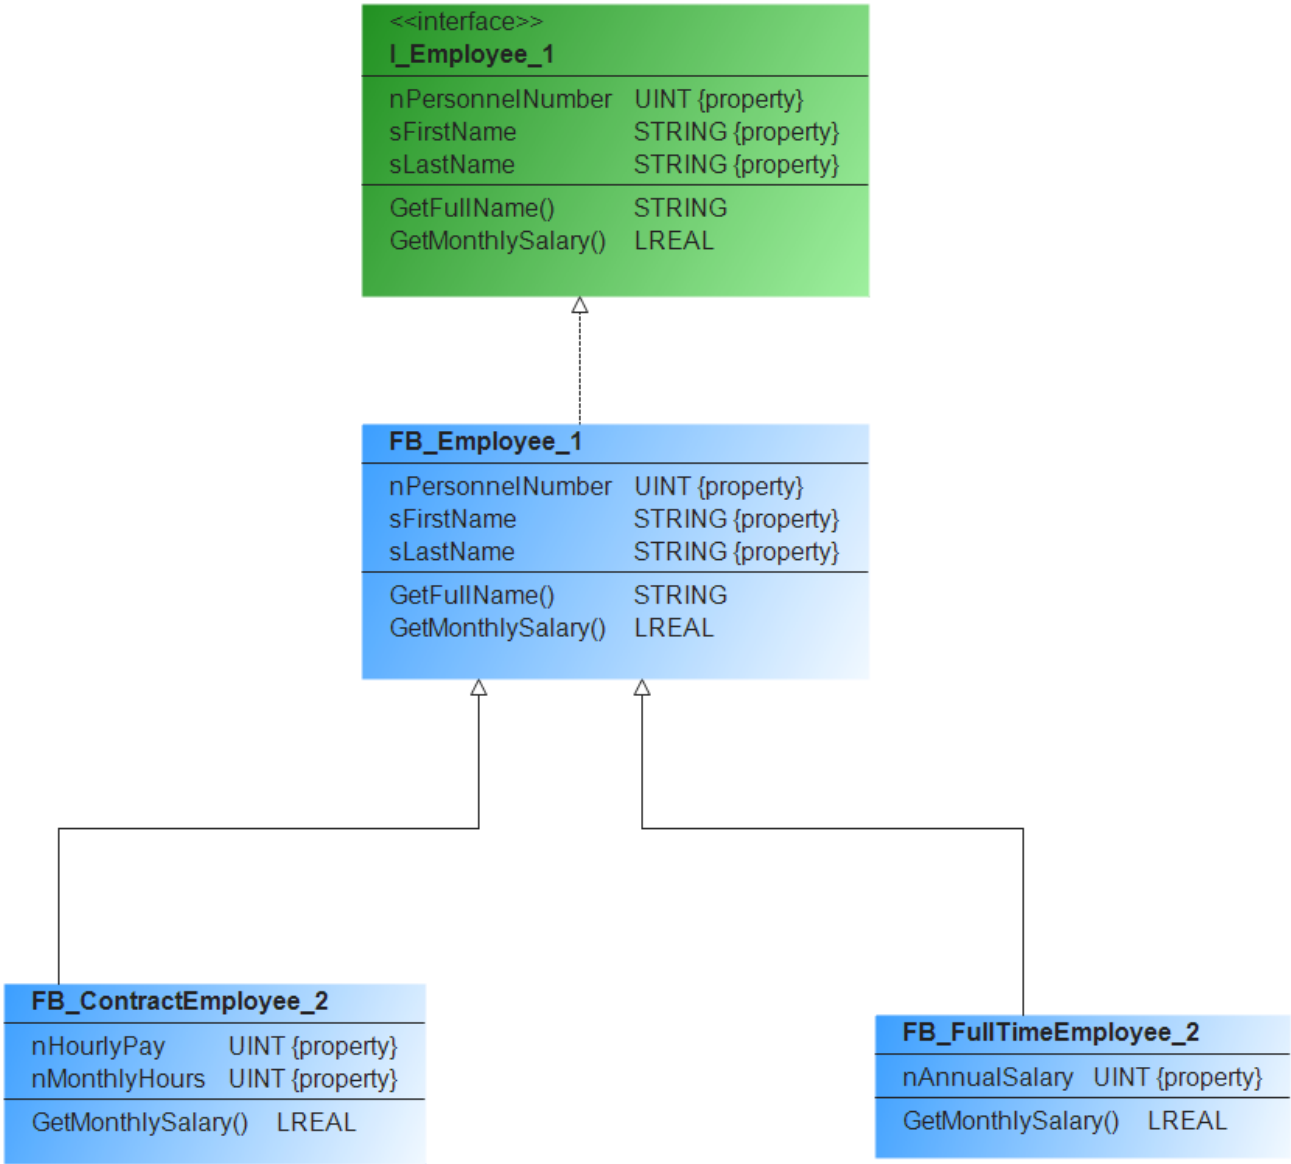 <<interface>>
I_Employee_1
nPersonnelNumber UINT {property}
sFirstName STRING {property}
sLastName STRING {property}
GetFullName() STRING
GetMonthlySalary() LREAL
FB_Employee_1
nPersonnelNumber UINT {property}
sFirstName STRING {property}
sLastName STRING {property}
GetFullName() STRING
GetMonthlySalary() LREAL
FB_ContractEmployee_2
nHourlyPay UINT {property}
nMonthlyHours UINT {property}
GetMonthlySalary() LREAL
FB_FullTimeEmployee_2
nAnnualSalary UINT {property}
GetMonthlySalary() LREAL